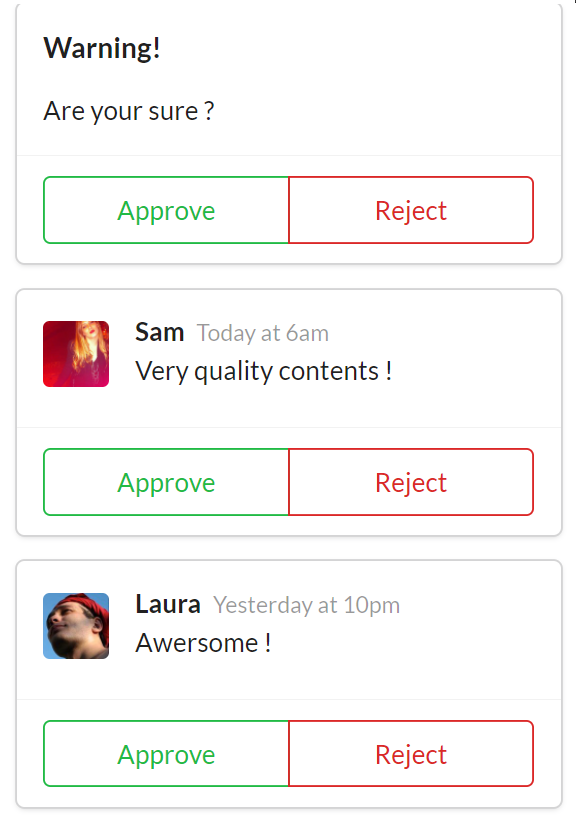 Warning!
Are your sure ?
Approve Reject
Sam Today at 6am
Very quality contents !
Approve Reject
Laura Yesterday at 10pm
Awersome !
Approve Reject